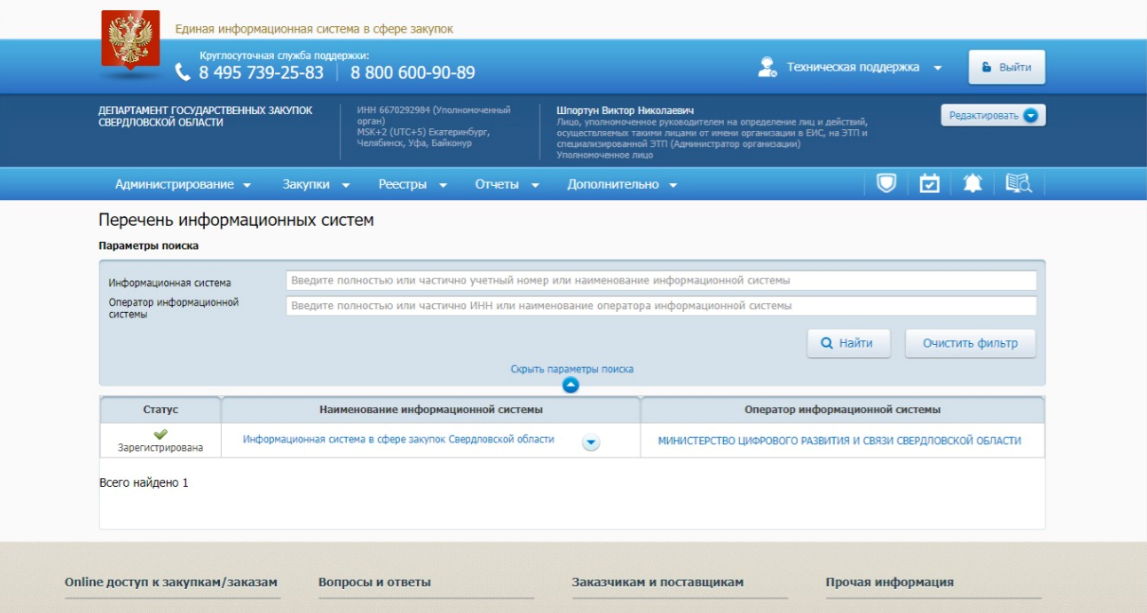 Единая информационная система в сфере закупок
Круглосуточная служба поддержки:
8 495 739-25-83 8 800 600-90-89
Техническая поддержка
Выйти
ДЕПАРТАМЕНТ ГОСУДАРСТВЕННЫХ ЗАКУПОК
СВЕРДЛОВСКОЙ ОБЛАСТИ
ИНН 6670292984 (Уполномоченный
орган)
MSK+2 (UTC+5) Екатеринбург,
Челябинск, Уфа, Байконур
Шпортун Виктор Николаевич
Лицо, уполномоченное руководителем на определение лиц и действий,
осуществляемых такими лицами от имени организации в ЕИС, на ЭТП и
специализированной ЭТП (Администратор организации)
Уполномоченное лицо
Редактировать
Администрирование Закупки Реестры Отчеты Дополнительно
Перечень информационных систем
Параметры поиска
Информационная система
Введите полностью или частично учетный номер или наименование информационной системы
Оператор информационной
системы
Введите полностью или частично ИНН или наименование оператора информационной системы
Найти
Очистить фильтр
Скрыть параметры поиска
Статус Наименование информационной системы Оператор информационной системы
Зарегистрирована
Информационная система в сфере закупок Свердловской области
МИНИСТЕРСТВО ЦИФРОВОГО РАЗВИТИЯ И СВЯЗИ СВЕРДЛОВСКОЙ ОБЛАСТИ
Всего найдено 1
Online доступ к закупкам/заказам Вопросы и ответы Заказчикам и поставщикам Прочая информация